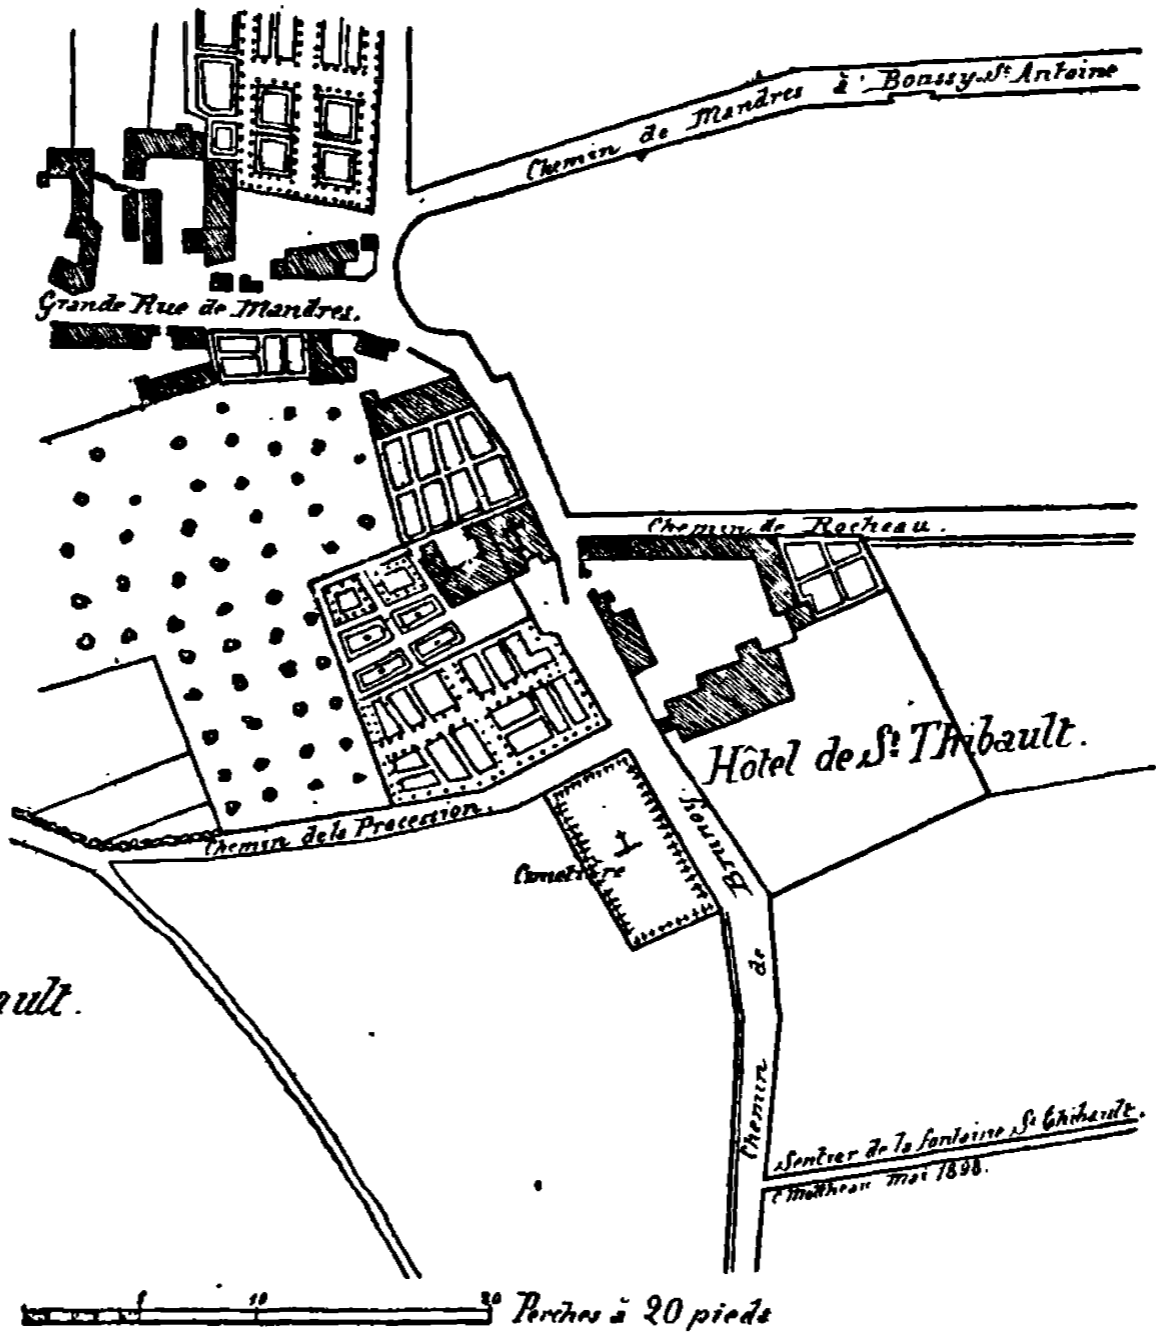 Chemin de Mandres à Boussy St Antoine
Grande Rue de Mandres.
Chemin de Rocheau.
Hôtel de St Thibault.
Chemin de la Procession.
Cimetière
Chemin de Brunoy
ault.
Sentier de la fontaine St Thibault.
Mai 1898.
5 10 20 Perches à 20 pieds